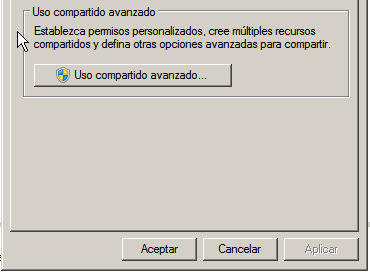 Uso compartido avanzado
Establezca permisos personalizados, cree múltiples recursos
compartidos y defina otras opciones avanzadas para compartir.
Uso compartido avanzado...
Aceptar
Cancelar
Aplicar